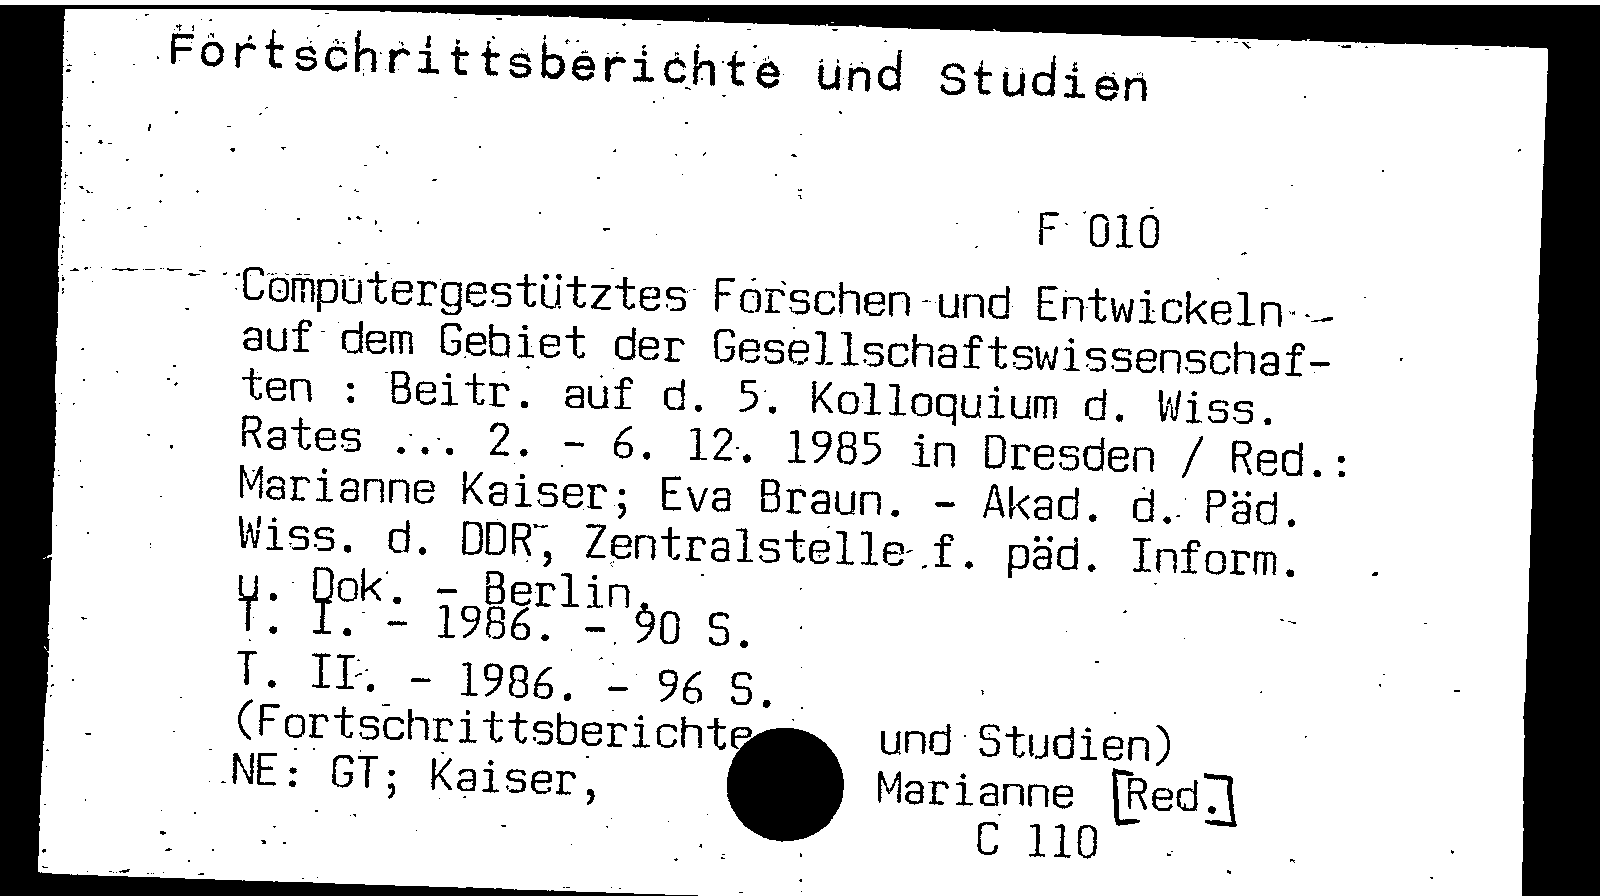 Fortschrittsberichte und Studien
F 010
Computergestütztes Forschen und Entwickeln
auf dem Gebiet der Gesellschaftswissenschaf-
ten : Beitr. auf d. 5. Kolloquium d. Wiss.
Rates ... 2. - 6. 12. 1985 in Dresden / Red.:
Marianne Kaiser; Eva Braun. - Akad. d. Päd.
Wiss. d. DDR, Zentralstelle f. päd. Inform.
u. Dok. - Berlin.
T. I. - 1986. - 90 S.
T. II. - 1986. - 96 S.
(Fortschrittsberichte und Studien)
NE: GT; Kaiser, Marianne [Red.]
C 110